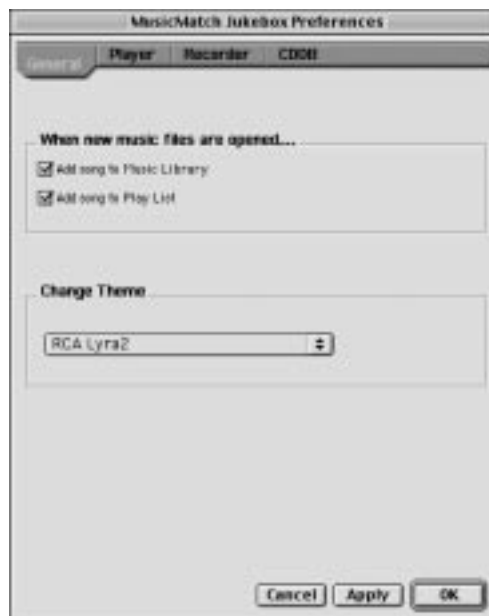 MusicMatch Jukebox Preferences
General Player Recorder CDDB
When new music files are opened...
Add song to Music Library
Add song to Play List
Change Theme
RCA Lyra2
Cancel Apply OK